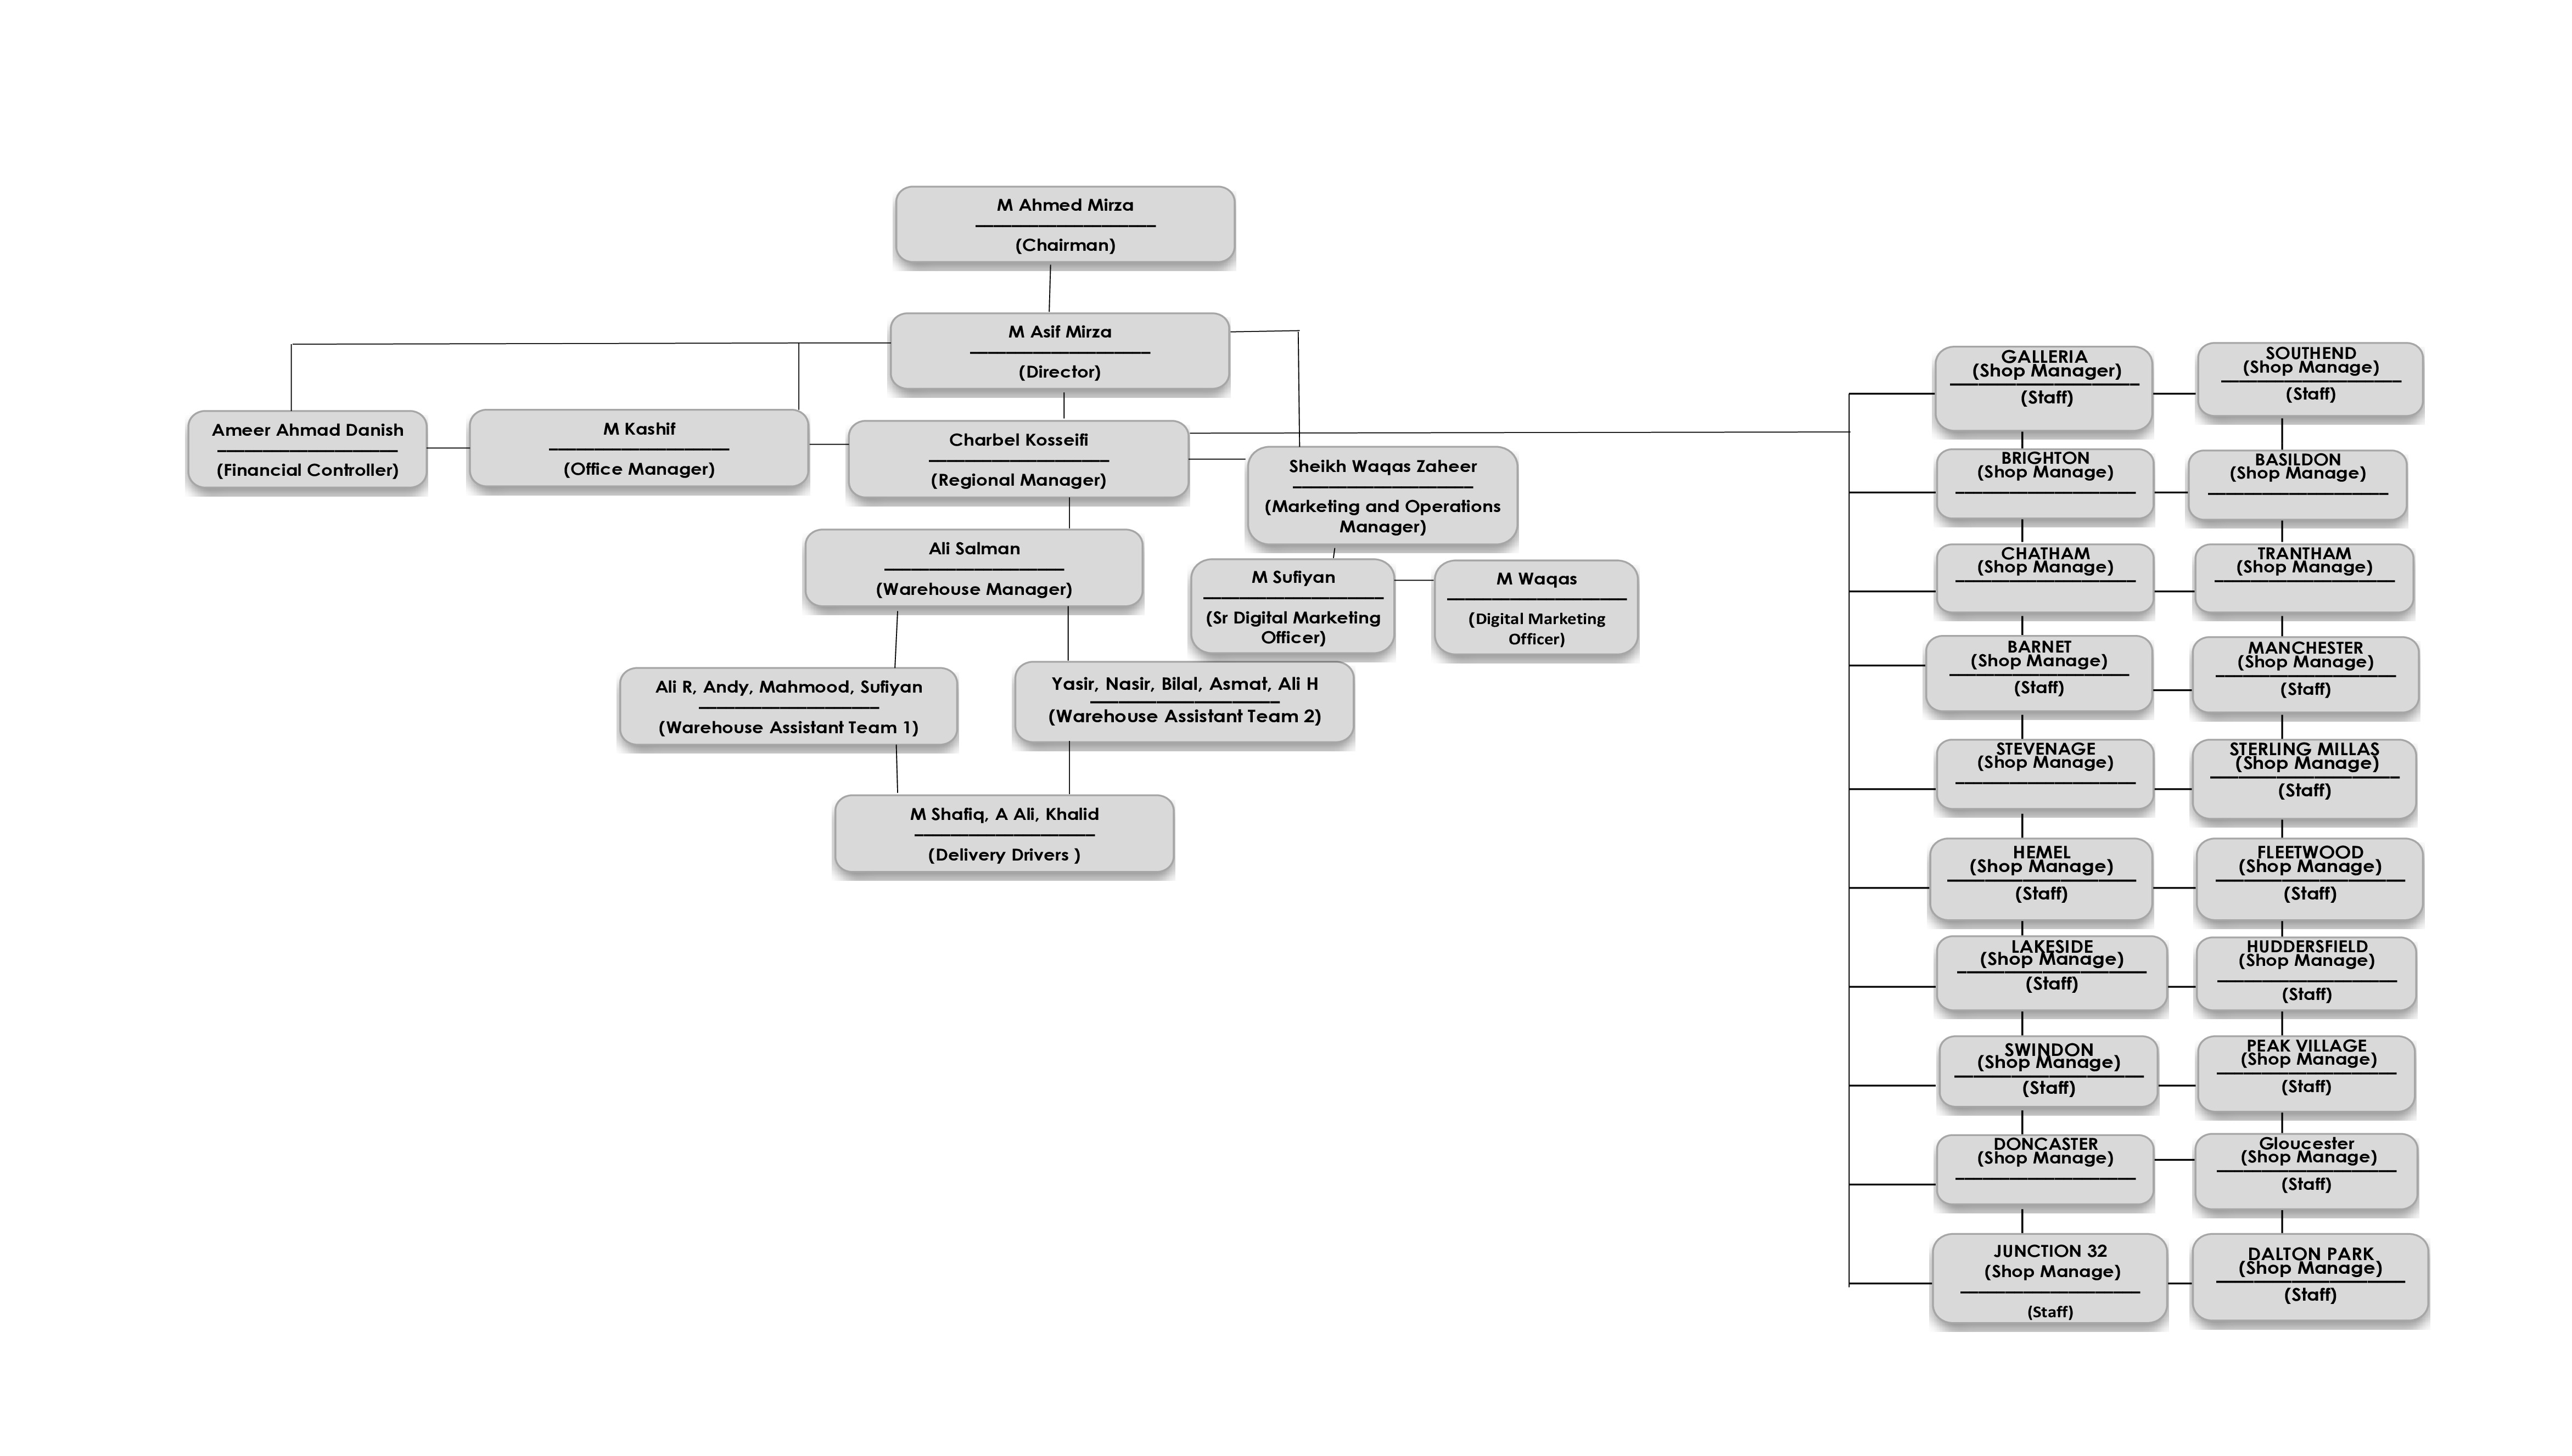 M Ahmed Mirza
(Chairman)
M Asif Mirza
(Director)
Ameer Ahmad Danish
(Financial Controller)
M Kashif
(Office Manager)
Charbel Kosseifi
(Regional Manager)
Sheikh Waqas Zaheer
(Marketing and Operations
Manager)
Ali Salman
(Warehouse Manager)
M Sufiyan
(Sr Digital Marketing
Officer)
M Waqas
(Digital Marketing
Officer)
Ali R, Andy, Mahmood, Sufiyan
(Warehouse Assistant Team 1)
Yasir, Nasir, Bilal, Asmat, Ali H
(Warehouse Assistant Team 2)
M Shafiq, A Ali, Khalid
(Delivery Drivers )
GALLERIA
(Shop Manager)
(Staff)
SOUTHEND
(Shop Manage)
(Staff)
BRIGHTON
(Shop Manage)
BASILDON
(Shop Manage)
CHATHAM
(Shop Manage)
TRANTHAM
(Shop Manage)
BARNET
(Shop Manage)
(Staff)
MANCHESTER
(Shop Manage)
(Staff)
STEVENAGE
(Shop Manage)
STERLING MILLAS
(Shop Manage)
(Staff)
HEMEL
(Shop Manage)
(Staff)
FLEETWOOD
(Shop Manage)
(Staff)
LAKESIDE
(Shop Manage)
(Staff)
HUDDERSFIELD
(Shop Manage)
(Staff)
SWINDON
(Shop Manage)
(Staff)
PEAK VILLAGE
(Shop Manage)
(Staff)
DONCASTER
(Shop Manage)
Gloucester
(Shop Manage)
(Staff)
JUNCTION 32
(Shop Manage)
(Staff)
DALTON PARK
(Shop Manage)
(Staff)